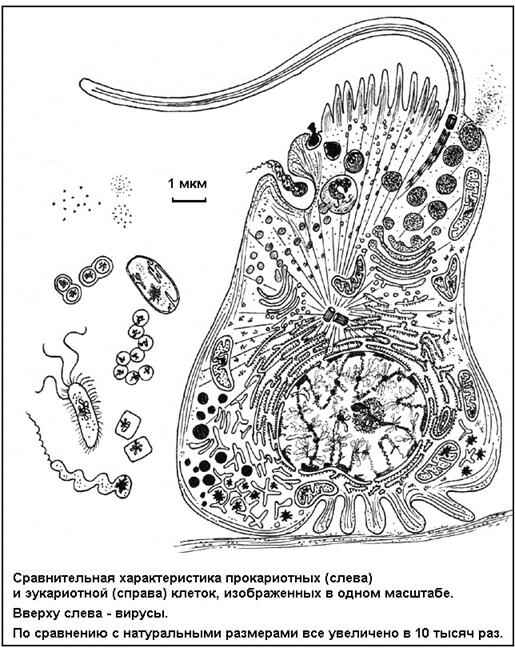 1 мкм
Сравнительная характеристика прокариотных (слева)
и эукариотной (справа) клеток, изображенных в одном масштабе.
Вверху слева - вирусы.
По сравнению с натуральными размерами все увеличено в 10 тысяч раз.